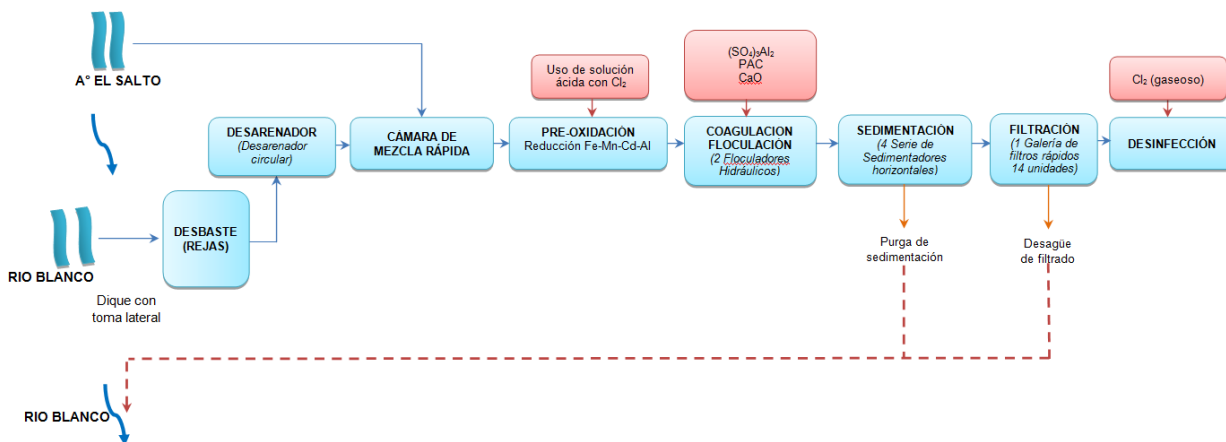 A° EL SALTO
Uso de solución
ácida con Cl₂
(SO₄)₃Al₂
PAC
CaO
Cl₂ (gaseoso)
DESARENADOR
(Desarenador
circular)
CÁMARA DE
MEZCLA RÁPIDA
PRE-OXIDACIÓN
Reducción Fe-Mn-Cd-Al
COAGULACION
FLOCULACIÓN
(2 Floculadores
Hidráulicos)
SEDIMENTACIÓN
(4 Serie de
Sedimentadores
horizontales)
FILTRACIÓN
(1 Galería de
filtros rápidos
14 unidades)
DESINFECCIÓN
DESBASTE
(REJAS)
RIO BLANCO
Dique con
toma lateral
Purga de
sedimentación
Desagüe
de filtrado
RIO BLANCO